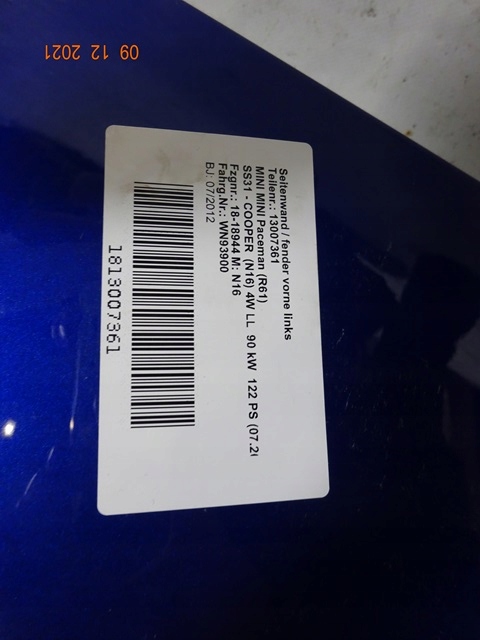 09 12 2021
Seitenwand / fender vorne links
Teilenr.: 13007361
MINI MINI Paceman (R61)
SS31 - COOPER (N16) 4W LL 90 kW 122 PS (07.20
Fzgnr.: 18-18944 M: N16
Fahrg.Nr.: WN93900
BJ: 07/2012
1813007361